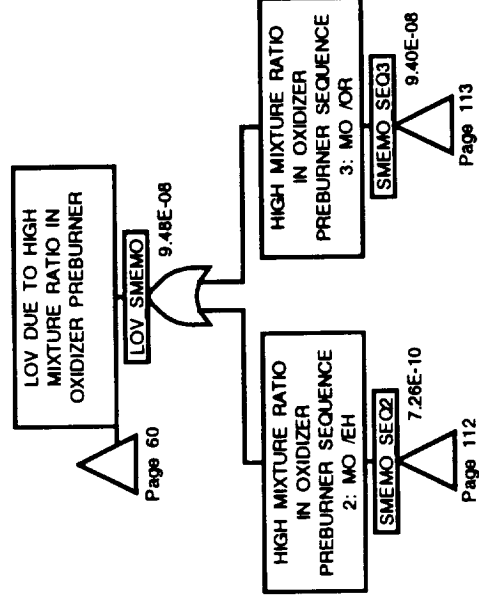 LOV DUE TO HIGH
MIXTURE RATIO IN
OXIDIZER PREBURNER
LOV SMEMO
9.48E-08
Page 60
HIGH MIXTURE RATIO
IN OXIDIZER
PREBURNER SEQUENCE
2: MO /EH
SMEMO SEQ2
7.26E-10
Page 112
HIGH MIXTURE RATIO
IN OXIDIZER
PREBURNER SEQUENCE
3: MO /OR
SMEMO SEQ3
9.40E-08
Page 113